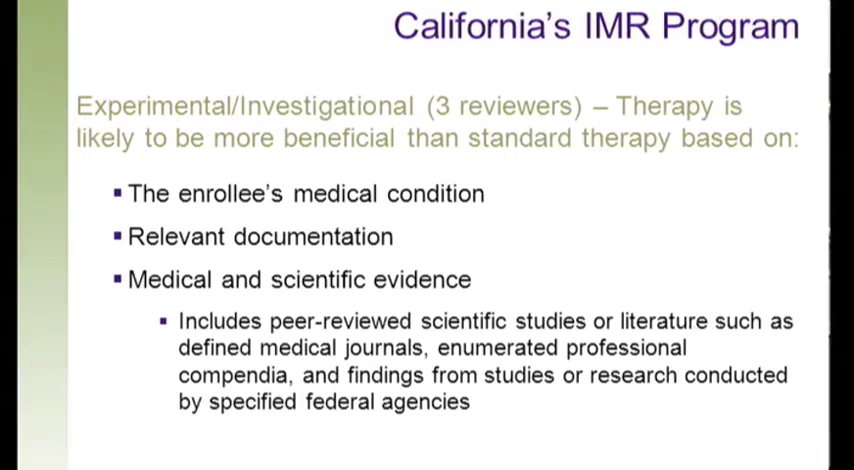 California's IMR Program
Experimental/Investigational (3 reviewers) – Therapy is
likely to be more beneficial than standard therapy based on:
▪ The enrollee's medical condition
▪ Relevant documentation
▪ Medical and scientific evidence
▪ Includes peer-reviewed scientific studies or literature such as
defined medical journals, enumerated professional
compendia, and findings from studies or research conducted
by specified federal agencies